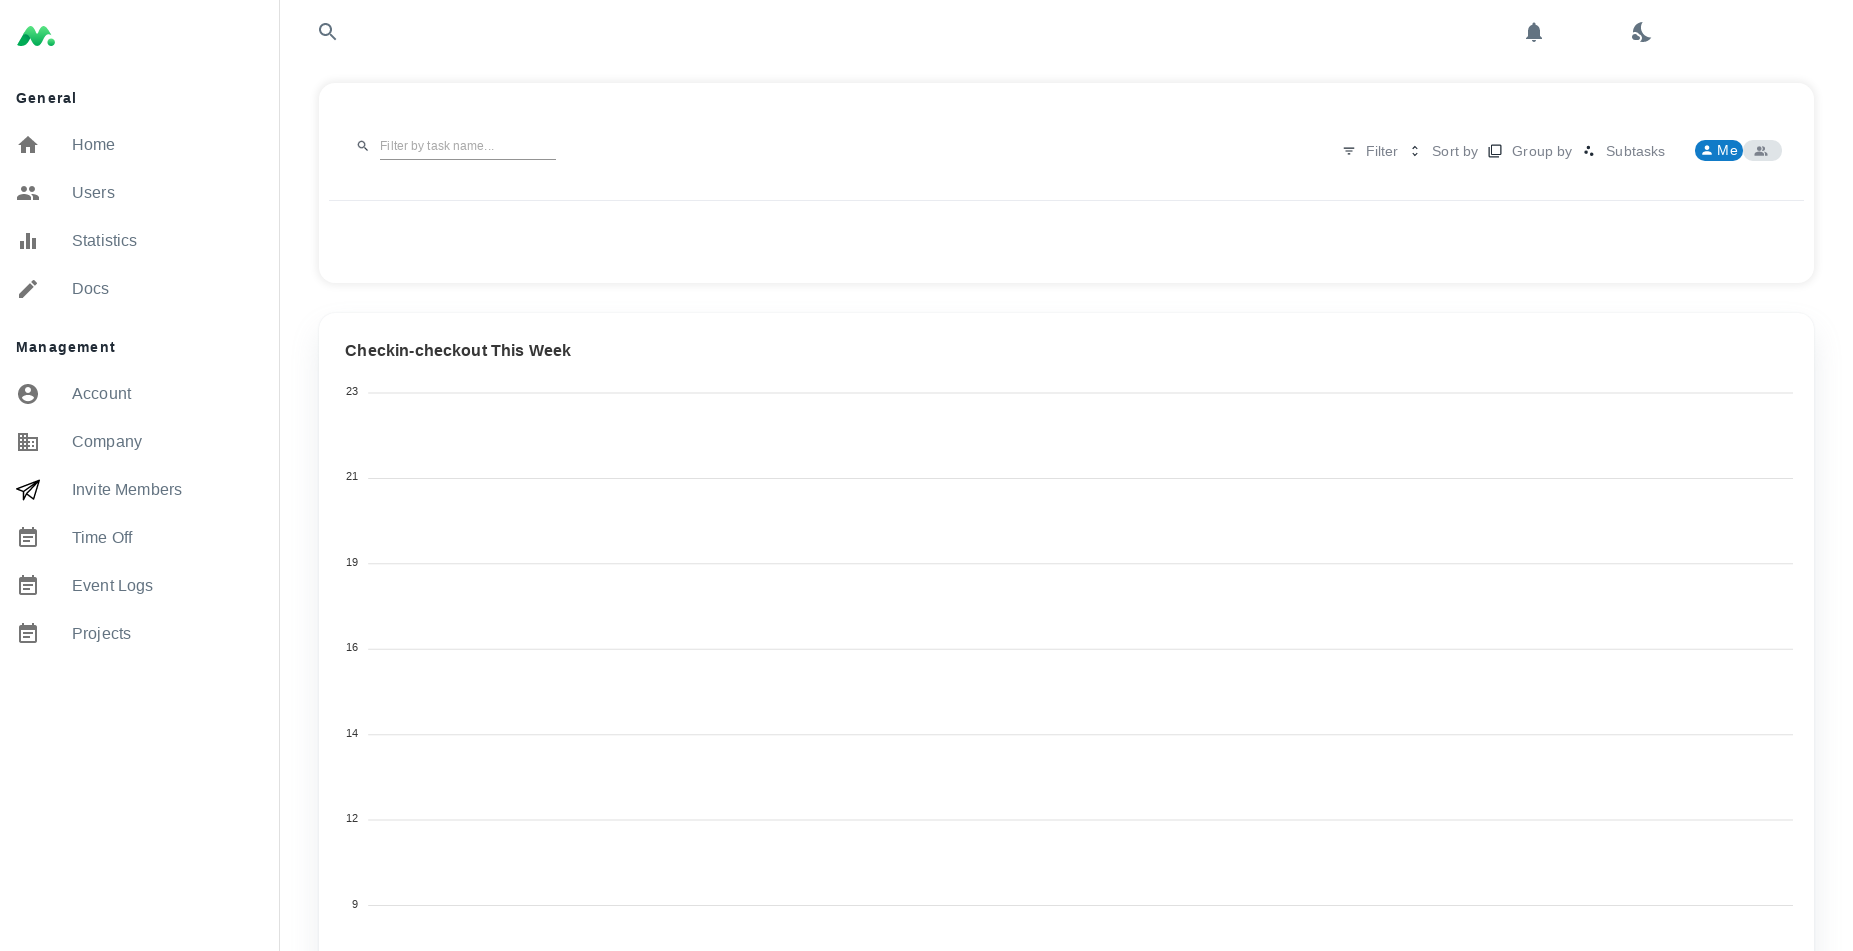 General
Home
Users
Statistics
Docs
Management
Account
Company
Invite Members
Time Off
Event Logs
Projects
Filter by task name...
Filter Sort by Group by Subtasks Me
Checkin-checkout This Week
23
21
19
16
14
12
9